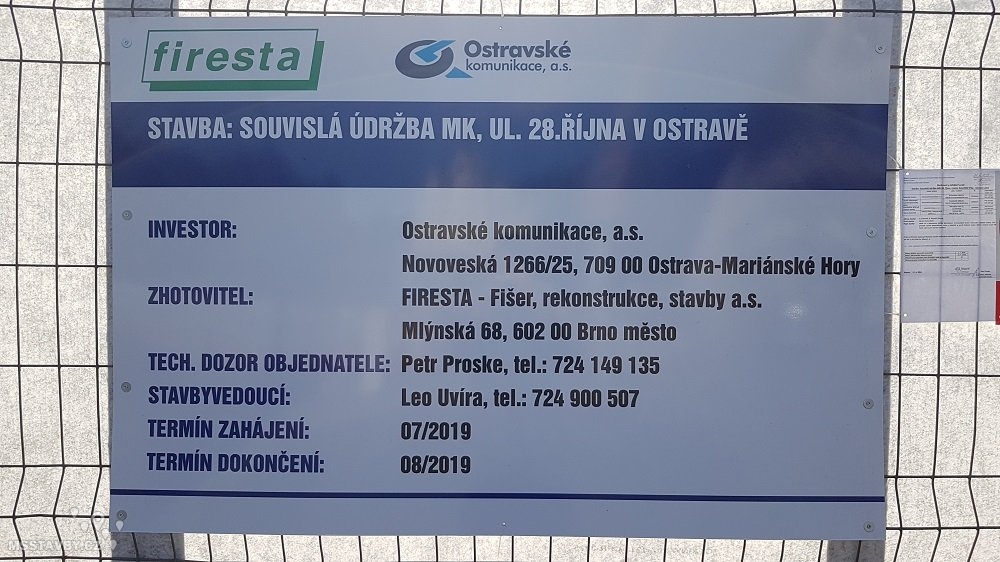 firesta
Ostravské
komunikace, a.s.
STAVBA: SOUVISLÁ ÚDRŽBA MK, UL. 28.ŘÍJNA V OSTRAVĚ
INVESTOR: Ostravské komunikace, a.s.
Novoveská 1266/25, 709 00 Ostrava-Mariánské Hory
ZHOTOVITEL: FIRESTA - Fišer, rekonstrukce, stavby a.s.
Mlýnská 68, 602 00 Brno město
TECH. DOZOR OBJEDNATELE: Petr Proske, tel.: 724 149 135
STAVBYVEDOUCÍ: Leo Uvíra, tel.: 724 900 507
TERMÍN ZAHÁJENÍ: 07/2019
TERMÍN DOKONČENÍ: 08/2019